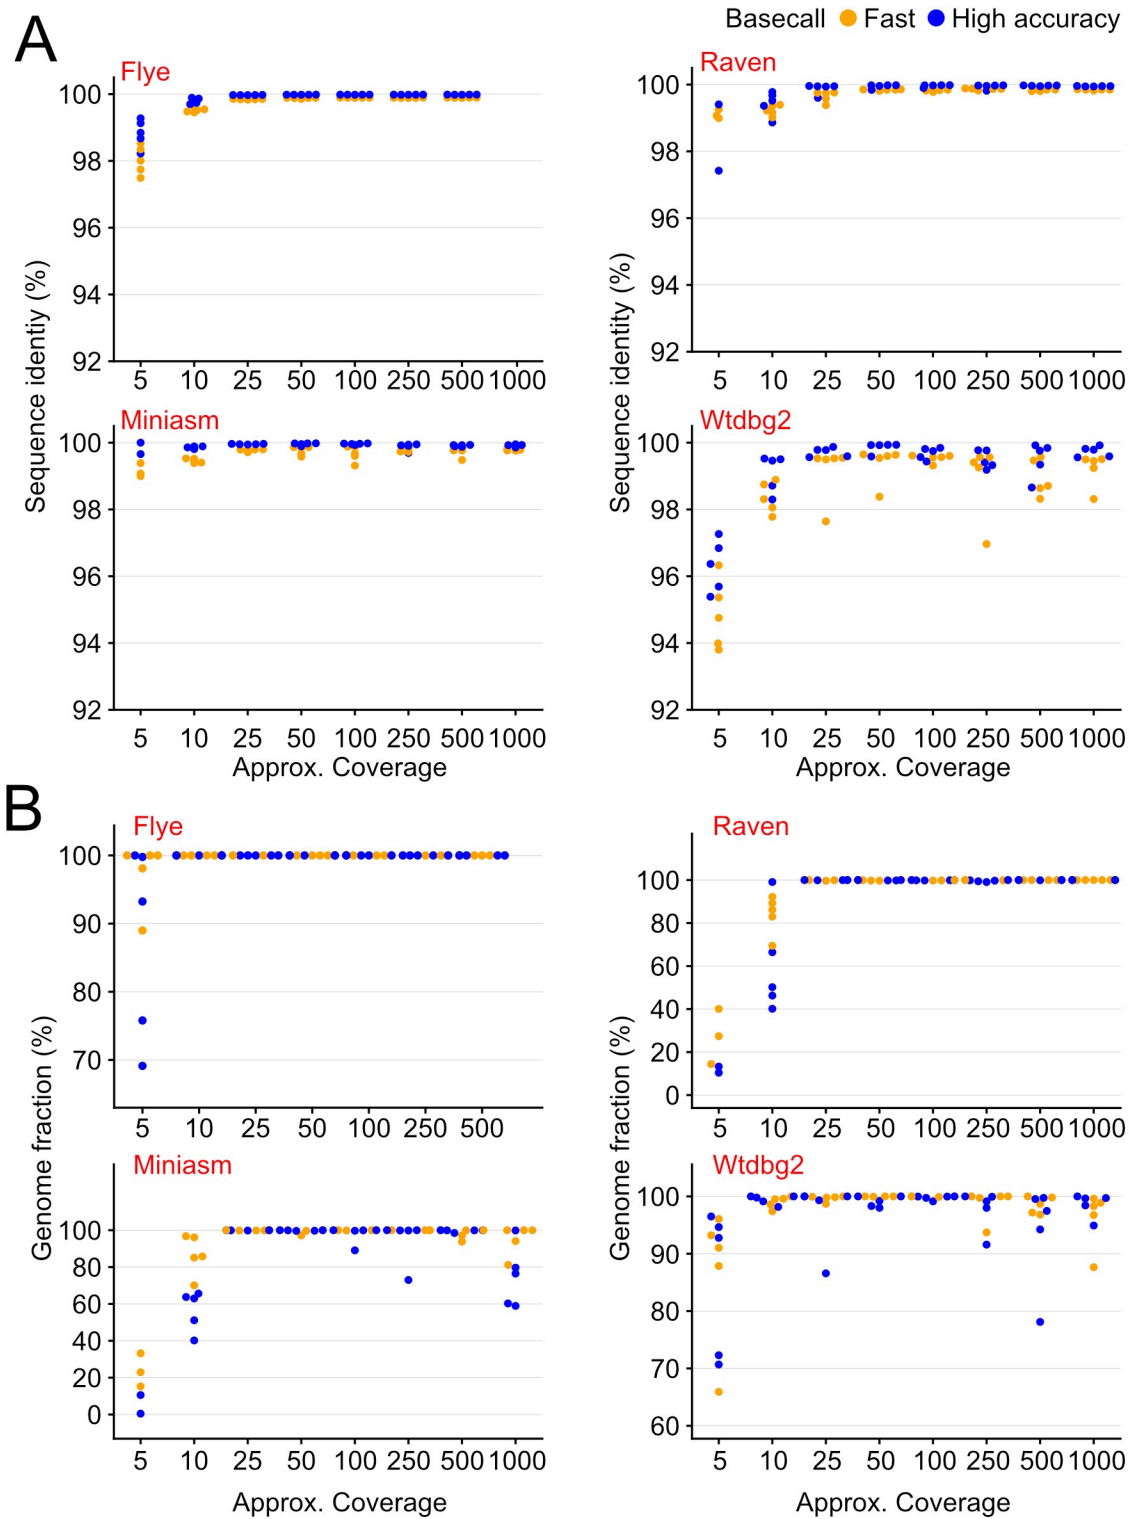 Basecall Fast High accuracy
A
Flye
100
98
96
94
92
5 10 25 50 100 250 500 1000
Sequence identiy (%)
Raven
100
98
96
94
92
5 10 25 50 100 250 500 1000
Sequence identity (%)
Miniasm
100
98
96
94
92
5 10 25 50 100 250 500 1000
Approx. Coverage
Wtdbg2
100
98
96
94
92
5 10 25 50 100 250 500 1000
Approx. Coverage
B
Flye
100
90
80
70
5 10 25 50 100 250 500
Genome fraction (%)
Raven
100
80
60
40
20
0
5 10 25 50 100 250 500 1000
Genome fraction (%)
Miniasm
100
80
60
40
20
0
5 10 25 50 100 250 500 1000
Approx. Coverage
Wtdbg2
100
90
80
70
60
5 10 25 50 100 250 500 1000
Approx. Coverage